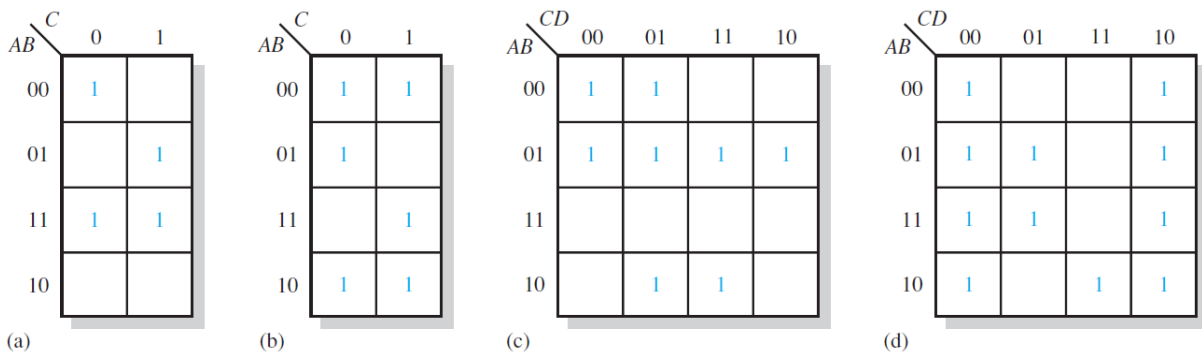 C C CD CD
AB 0 1 AB 0 1 AB 00 01 11 10 AB 00 01 11 10
00 1 00 1 1 00 1 1 00 1 1
01 1 01 1 01 1 1 1 1 01 1 1 1
11 1 1 11 1 11 11 1 1 1
10 10 1 1 10 1 1 10 1 1 1
(a) (b) (c) (d)